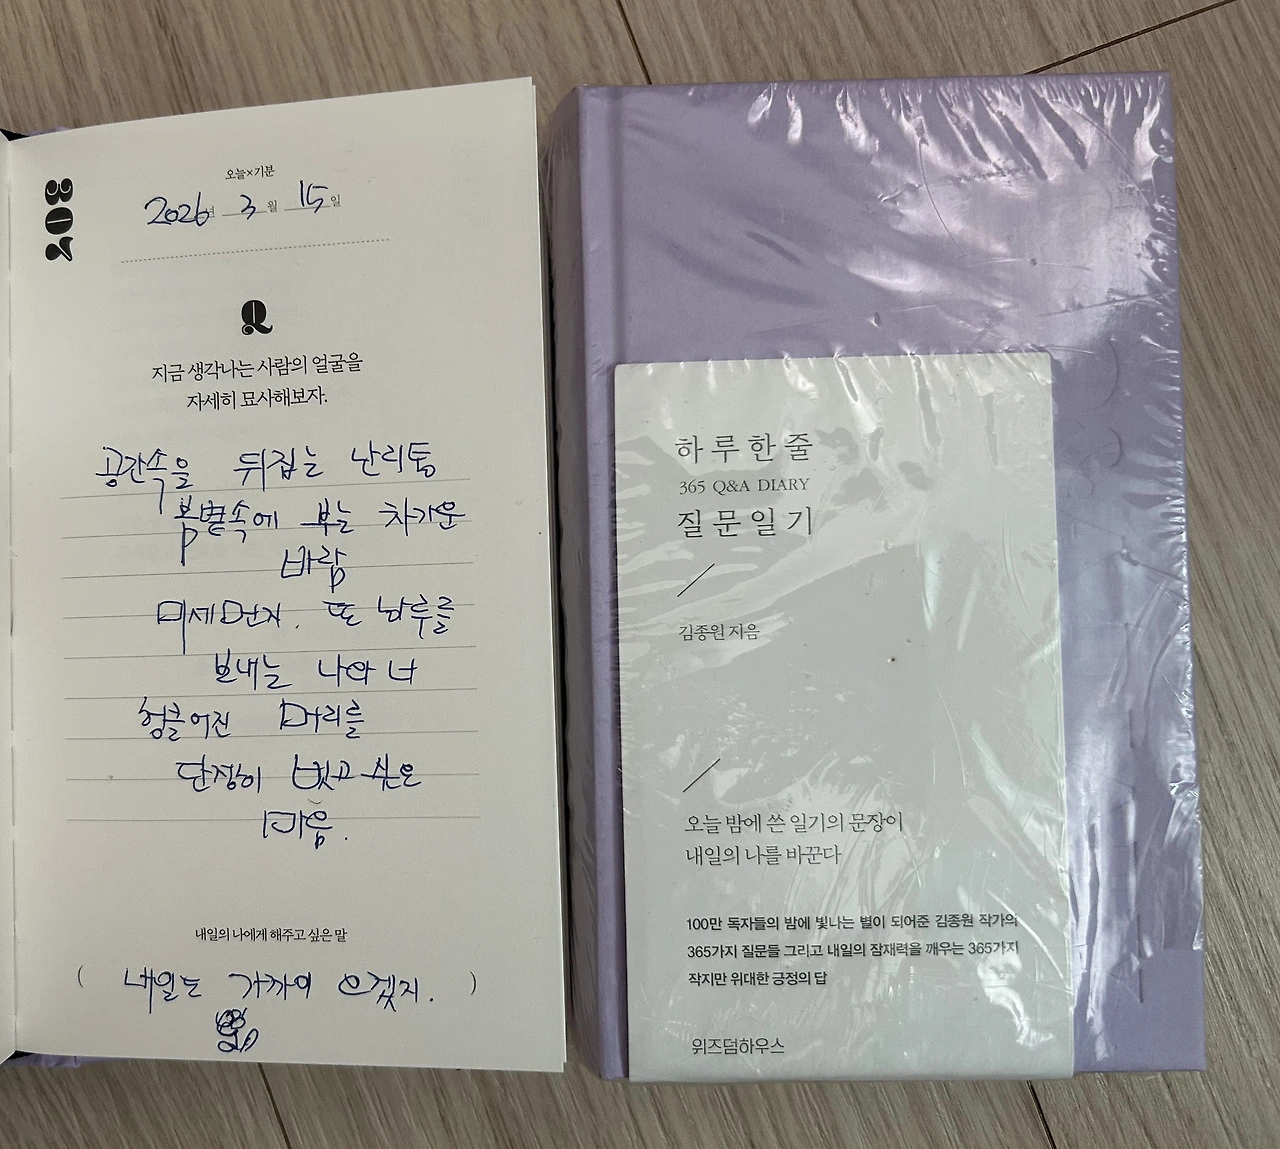 307
오늘×기분
2026년 3월 15일
Q
지금 생각나는 사람의 얼굴을
자세히 묘사해보자.
공간속을 뒤집는 난리통
봄볕속에 부는 차가운
바람
미세먼지. 또 하루를
보내는 나와 너
헝클어진 머리를
단정히 빗고 싶은
마음.
내일의 나에게 해주고 싶은 말
( 내일도 가까이 오겠지. )
하루한줄
365 Q&A DIARY
질문일기
김종원 지음
오늘 밤에 쓴 일기의 문장이
내일의 나를 바꾼다
100만 독자들의 밤에 빛나는 별이 되어준 김종원 작가의
365가지 질문들 그리고 내일의 잠재력을 깨우는 365가지
작지만 위대한 긍정의 답
위즈덤하우스